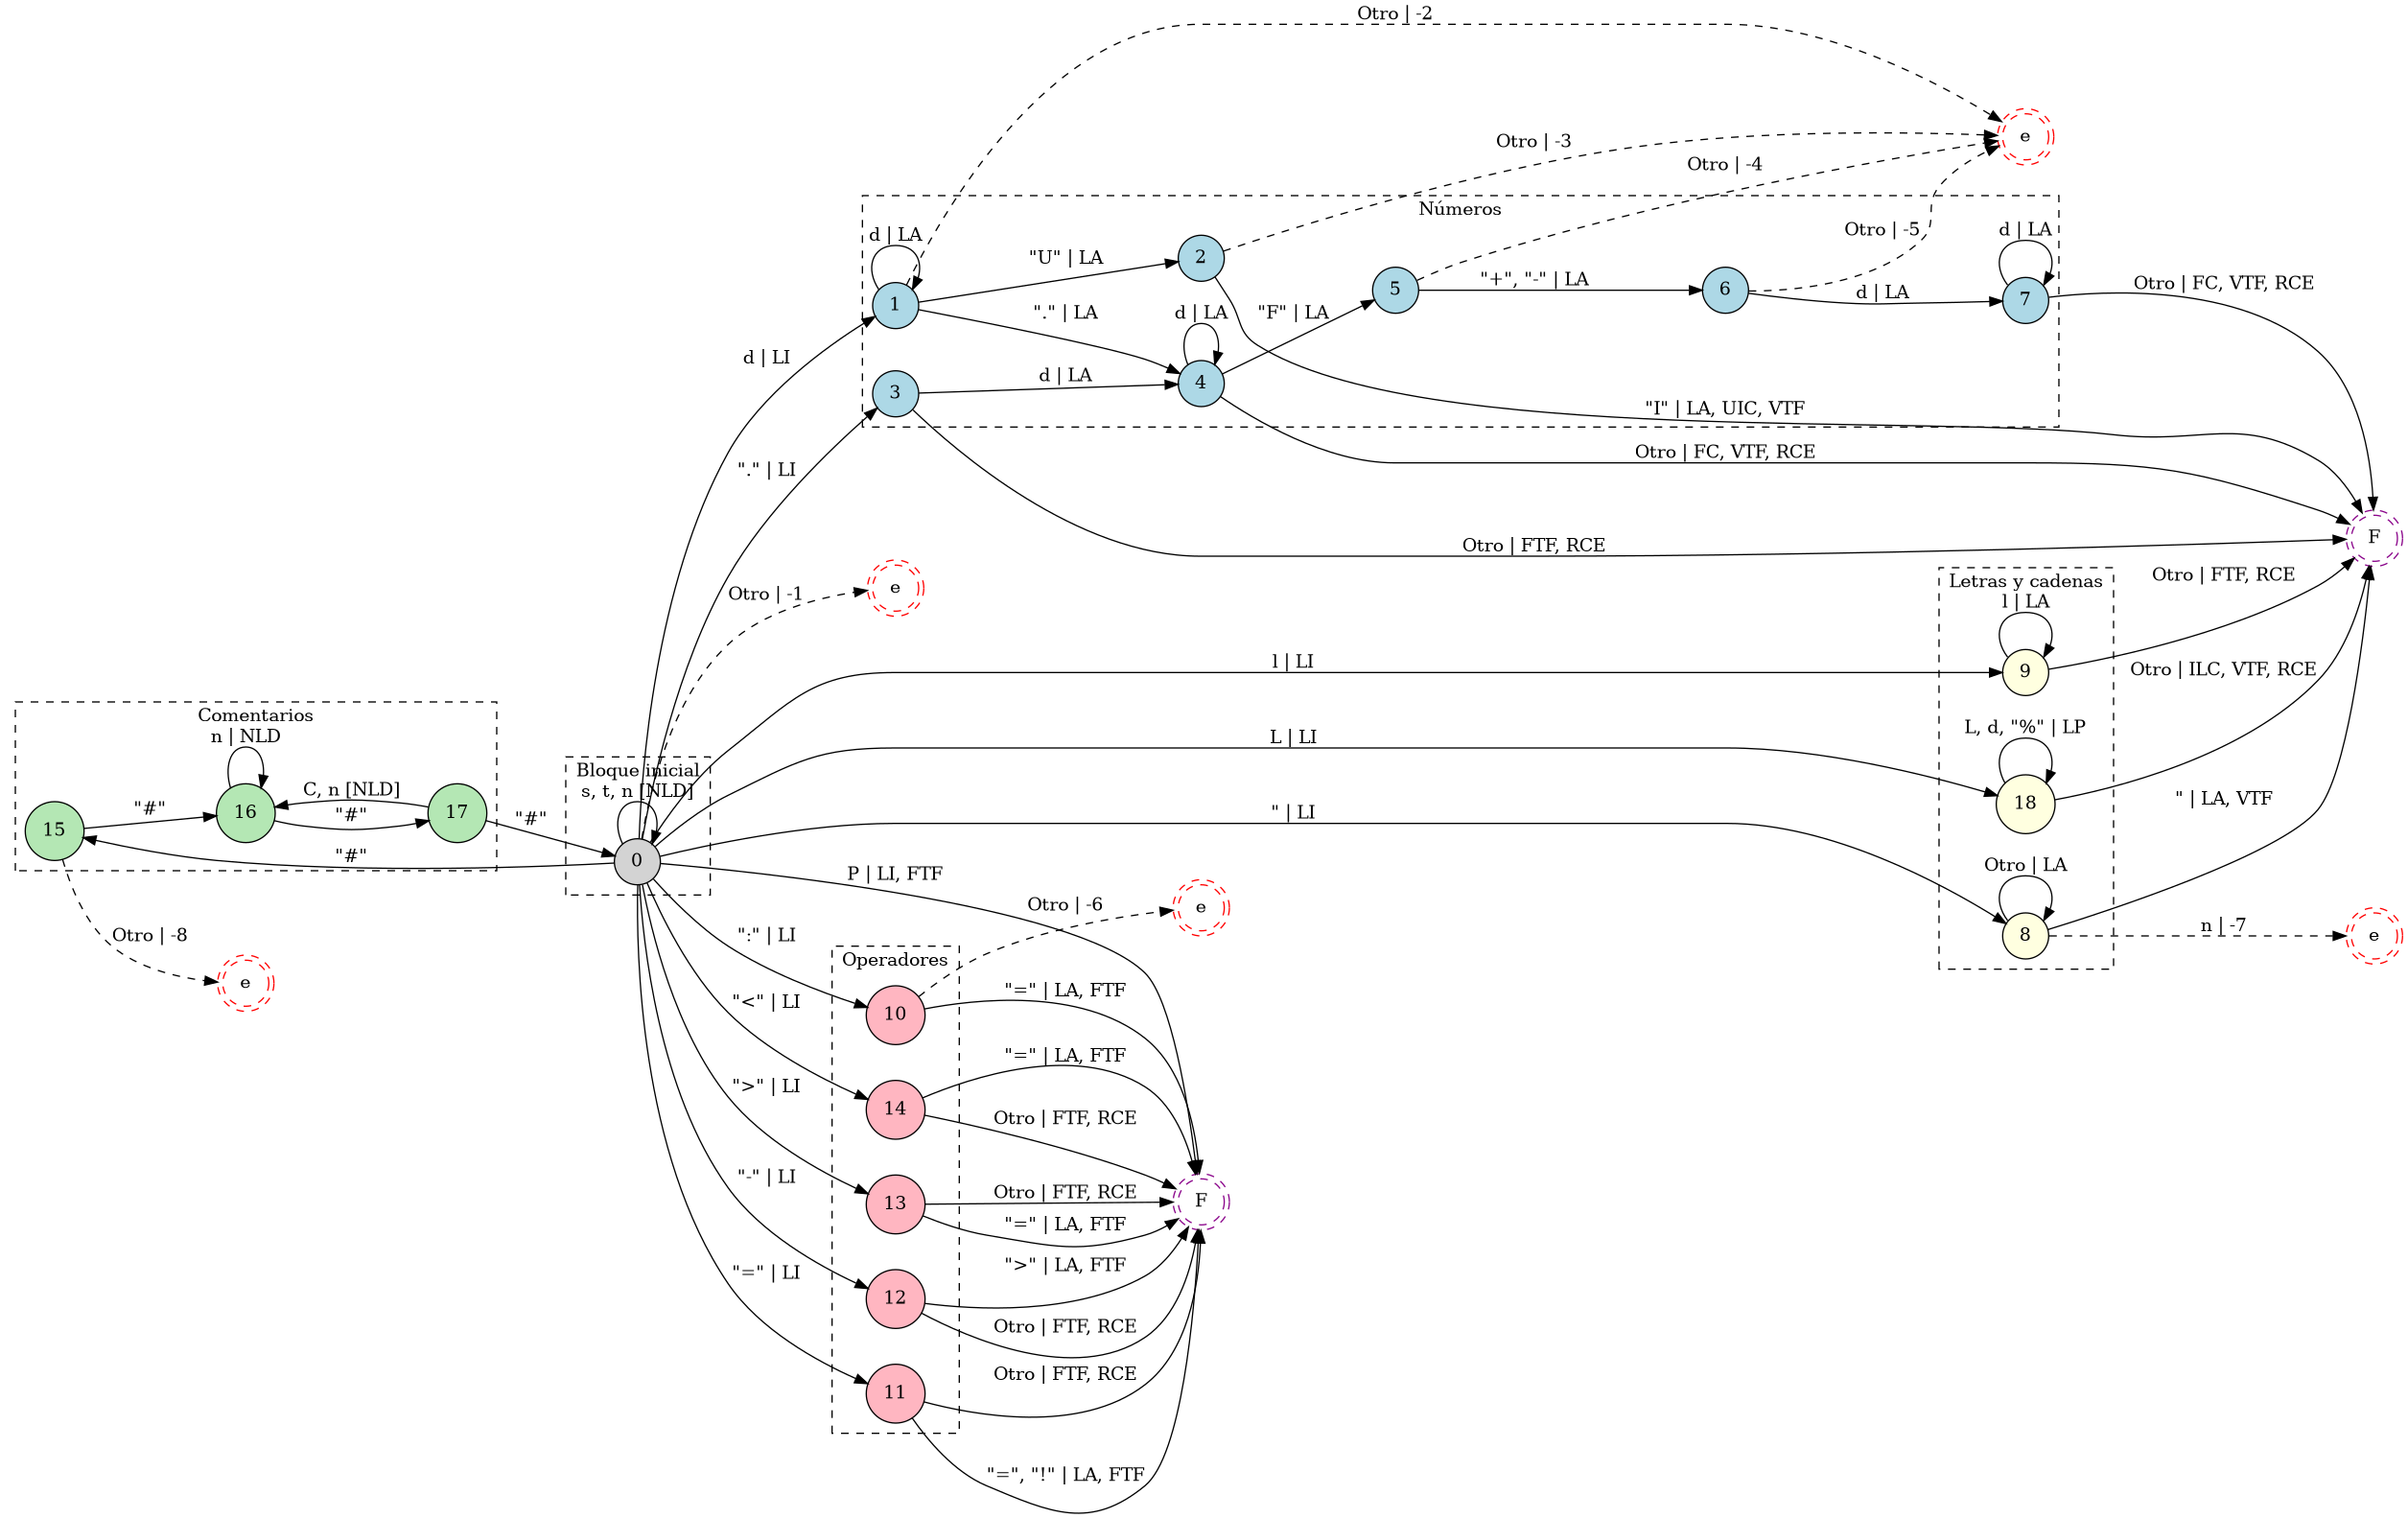 Otro | -2
e
Otro | -3
Otro | -4
Números
Otro | -5
d | LA
d | LA
2
"U" | LA
5
"+", "-" | LA
6
d | LA
7
Otro | FC, VTF, RCE
1
"." | LA
d | LA
"F" | LA
d | LI
3
d | LA
4
"I" | LA, UIC, VTF
Otro | FC, VTF, RCE
"." | LI
Otro | FTF, RCE
F
Otro | -1
e
Letras y cadenas
l | LA
Otro | FTF, RCE
l | LI
9
Otro | ILC, VTF, RCE
Comentarios
n | NLD
L, d, "%" | LP
L | LI
Bloque inicial
s, t, n [NLD]
C, n [NLD]
"#"
15
16
"#"
17
"#"
18
" | LI
" | LA, VTF
"#"
0
P | LI, FTF
Otro | LA
Otro | -6
e
Otro | -8
e
":" | LI
8
n | -7
e
Operadores
"=" | LA, FTF
"<" | LI
10
"=" | LA, FTF
">" | LI
14
Otro | FTF, RCE
"-" | LI
13
Otro | FTF, RCE
F
"=" | LA, FTF
"=" | LI
12
">" | LA, FTF
Otro | FTF, RCE
11
Otro | FTF, RCE
"=", "!" | LA, FTF